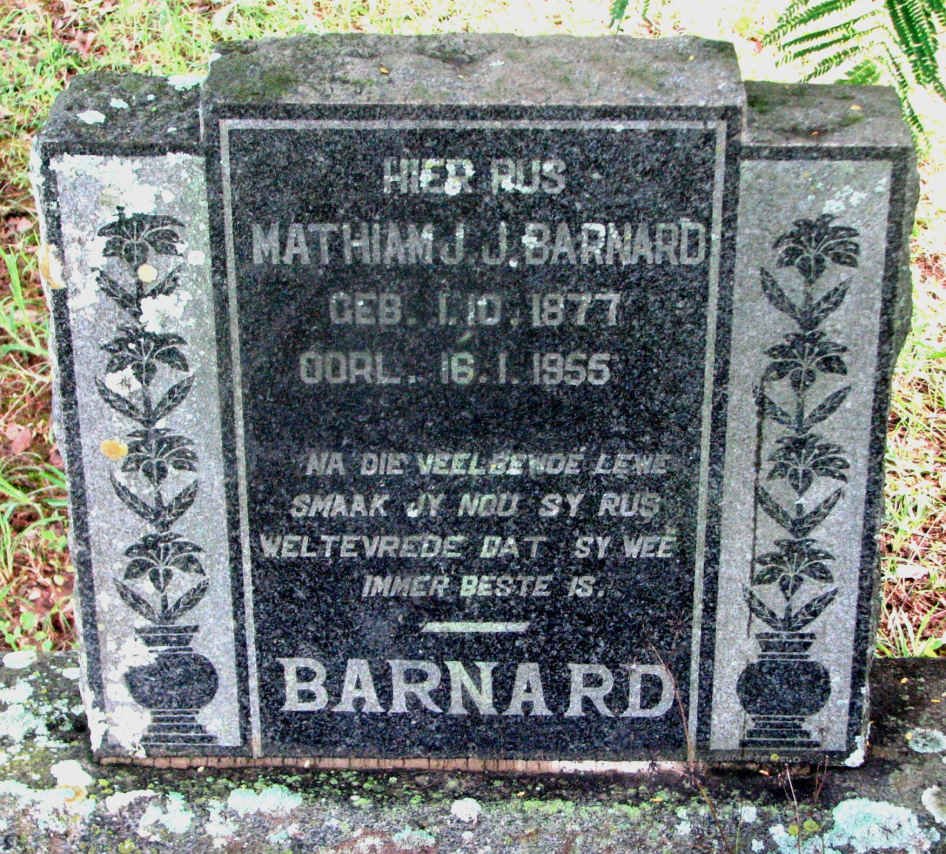 HIER RUS
MATHIAM J. J. BARNARD
GEB. 1.10.1877
OORL. 16.1.1955
NA DIE VEELBEWOË LEWE
SMAAK JY NOU SY RUS
WELTEVREDE DAT SY WEË
IMMER BESTE IS.
BARNARD